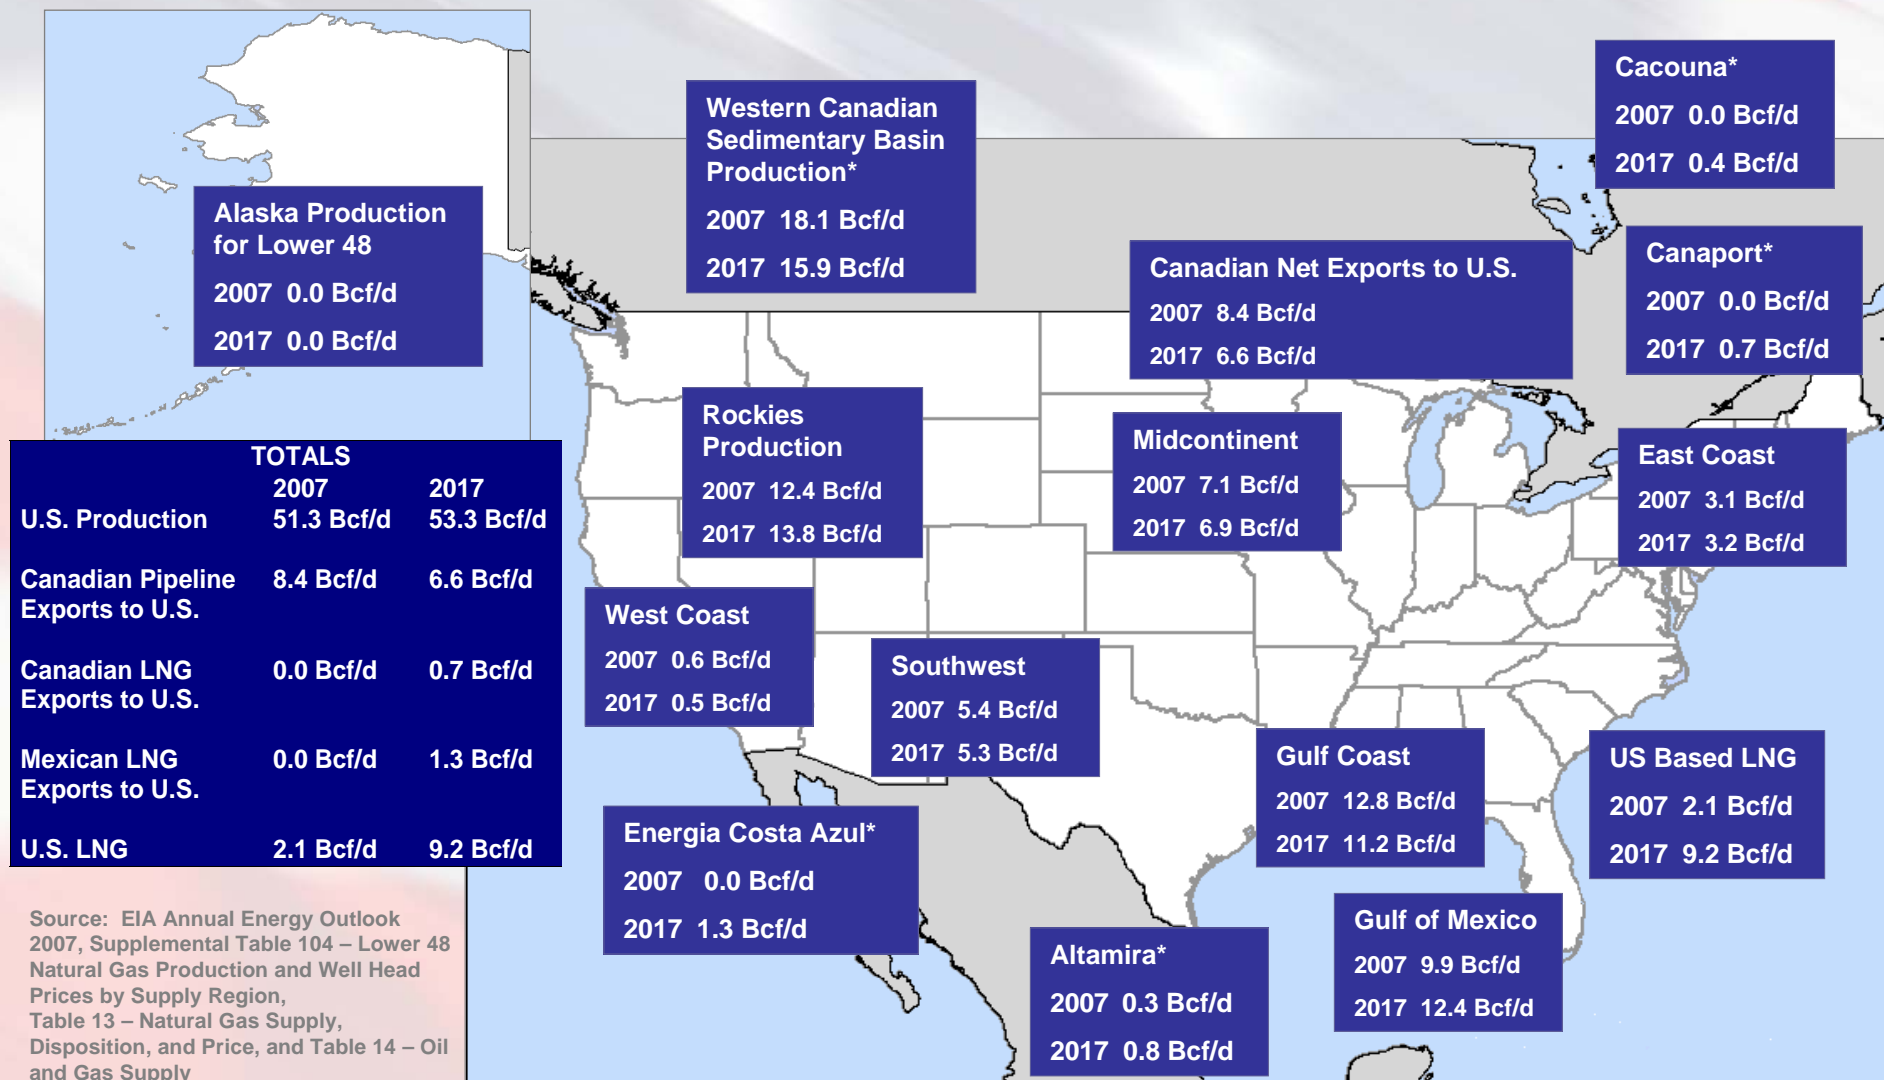 Cacouna*
2007 0.0 Bcf/d
2017 0.4 Bcf/d
Western Canadian
Sedimentary Basin
Production*
2007 18.1 Bcf/d
2017 15.9 Bcf/d
Alaska Production
for Lower 48
2007 0.0 Bcf/d
2017 0.0 Bcf/d
Canadian Net Exports to U.S.
2007 8.4 Bcf/d
2017 6.6 Bcf/d
Canaport*
2007 0.0 Bcf/d
2017 0.7 Bcf/d
Rockies
Production
2007 12.4 Bcf/d
2017 13.8 Bcf/d
Midcontinent
2007 7.1 Bcf/d
2017 6.9 Bcf/d
East Coast
2007 3.1 Bcf/d
2017 3.2 Bcf/d
TOTALS
2007 2017
U.S. Production 51.3 Bcf/d 53.3 Bcf/d
Canadian Pipeline 8.4 Bcf/d 6.6 Bcf/d
Exports to U.S.
Canadian LNG 0.0 Bcf/d 0.7 Bcf/d
Exports to U.S.
Mexican LNG 0.0 Bcf/d 1.3 Bcf/d
Exports to U.S.
U.S. LNG 2.1 Bcf/d 9.2 Bcf/d
West Coast
2007 0.6 Bcf/d
2017 0.5 Bcf/d
Southwest
2007 5.4 Bcf/d
2017 5.3 Bcf/d
Gulf Coast
2007 12.8 Bcf/d
2017 11.2 Bcf/d
US Based LNG
2007 2.1 Bcf/d
2017 9.2 Bcf/d
Energia Costa Azul*
2007 0.0 Bcf/d
2017 1.3 Bcf/d
Altamira*
2007 0.3 Bcf/d
2017 0.8 Bcf/d
Gulf of Mexico
2007 9.9 Bcf/d
2017 12.4 Bcf/d
Source: EIA Annual Energy Outlook
2007, Supplemental Table 104 – Lower 48
Natural Gas Production and Well Head
Prices by Supply Region,
Table 13 – Natural Gas Supply,
Disposition, and Price, and Table 14 – Oil
and Gas Supply